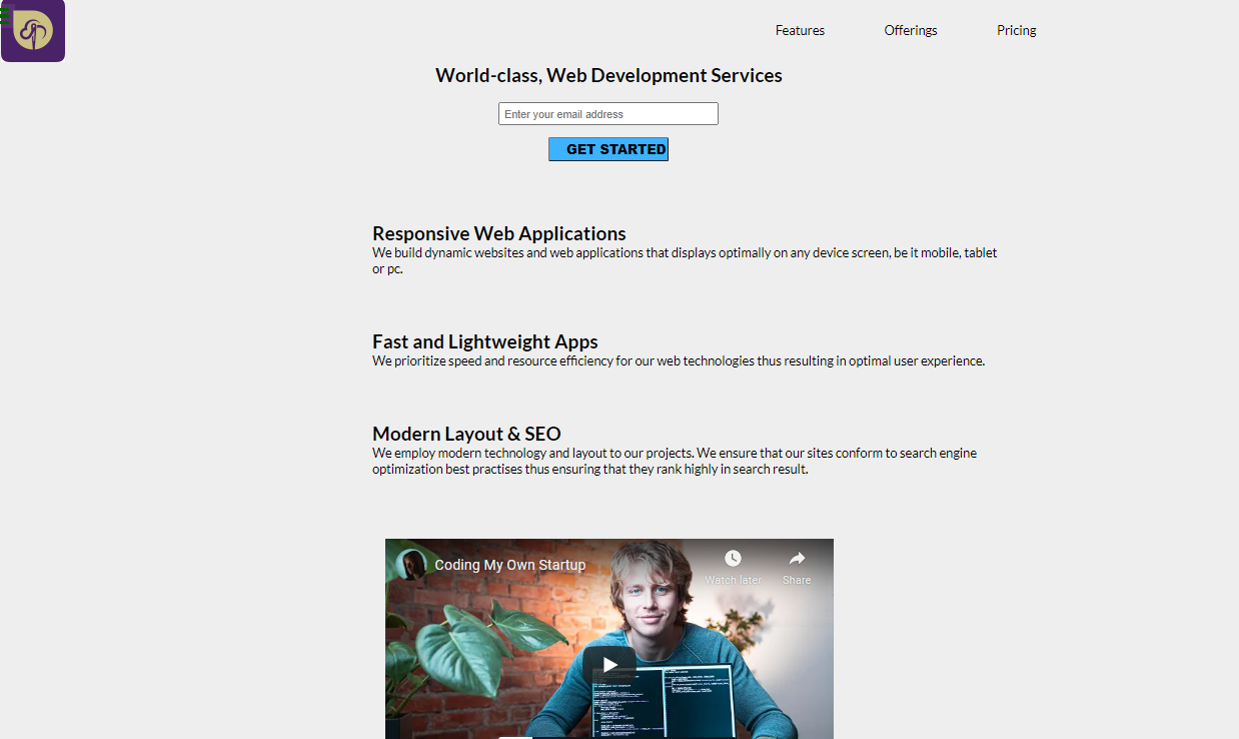 Features Offerings Pricing
World-class, Web Development Services
Enter your email address
GET STARTED
Responsive Web Applications
We build dynamic websites and web applications that displays optimally on any device screen, be it mobile, tablet
or pc.
Fast and Lightweight Apps
We prioritize speed and resource efficiency for our web technologies thus resulting in optimal user experience.
Modern Layout & SEO
We employ modern technology and layout to our projects. We ensure that our sites conform to search engine
optimization best practises thus ensuring that they rank highly in search result.
Coding My Own Startup
Watch later Share